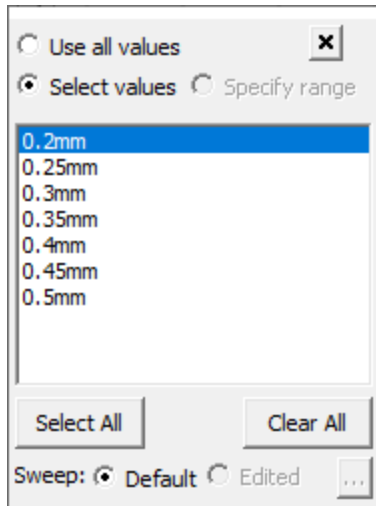 Use all values
Select values Specify range
0.2mm
0.25mm
0.3mm
0.35mm
0.4mm
0.45mm
0.5mm
Select All Clear All
Sweep: Default Edited ...